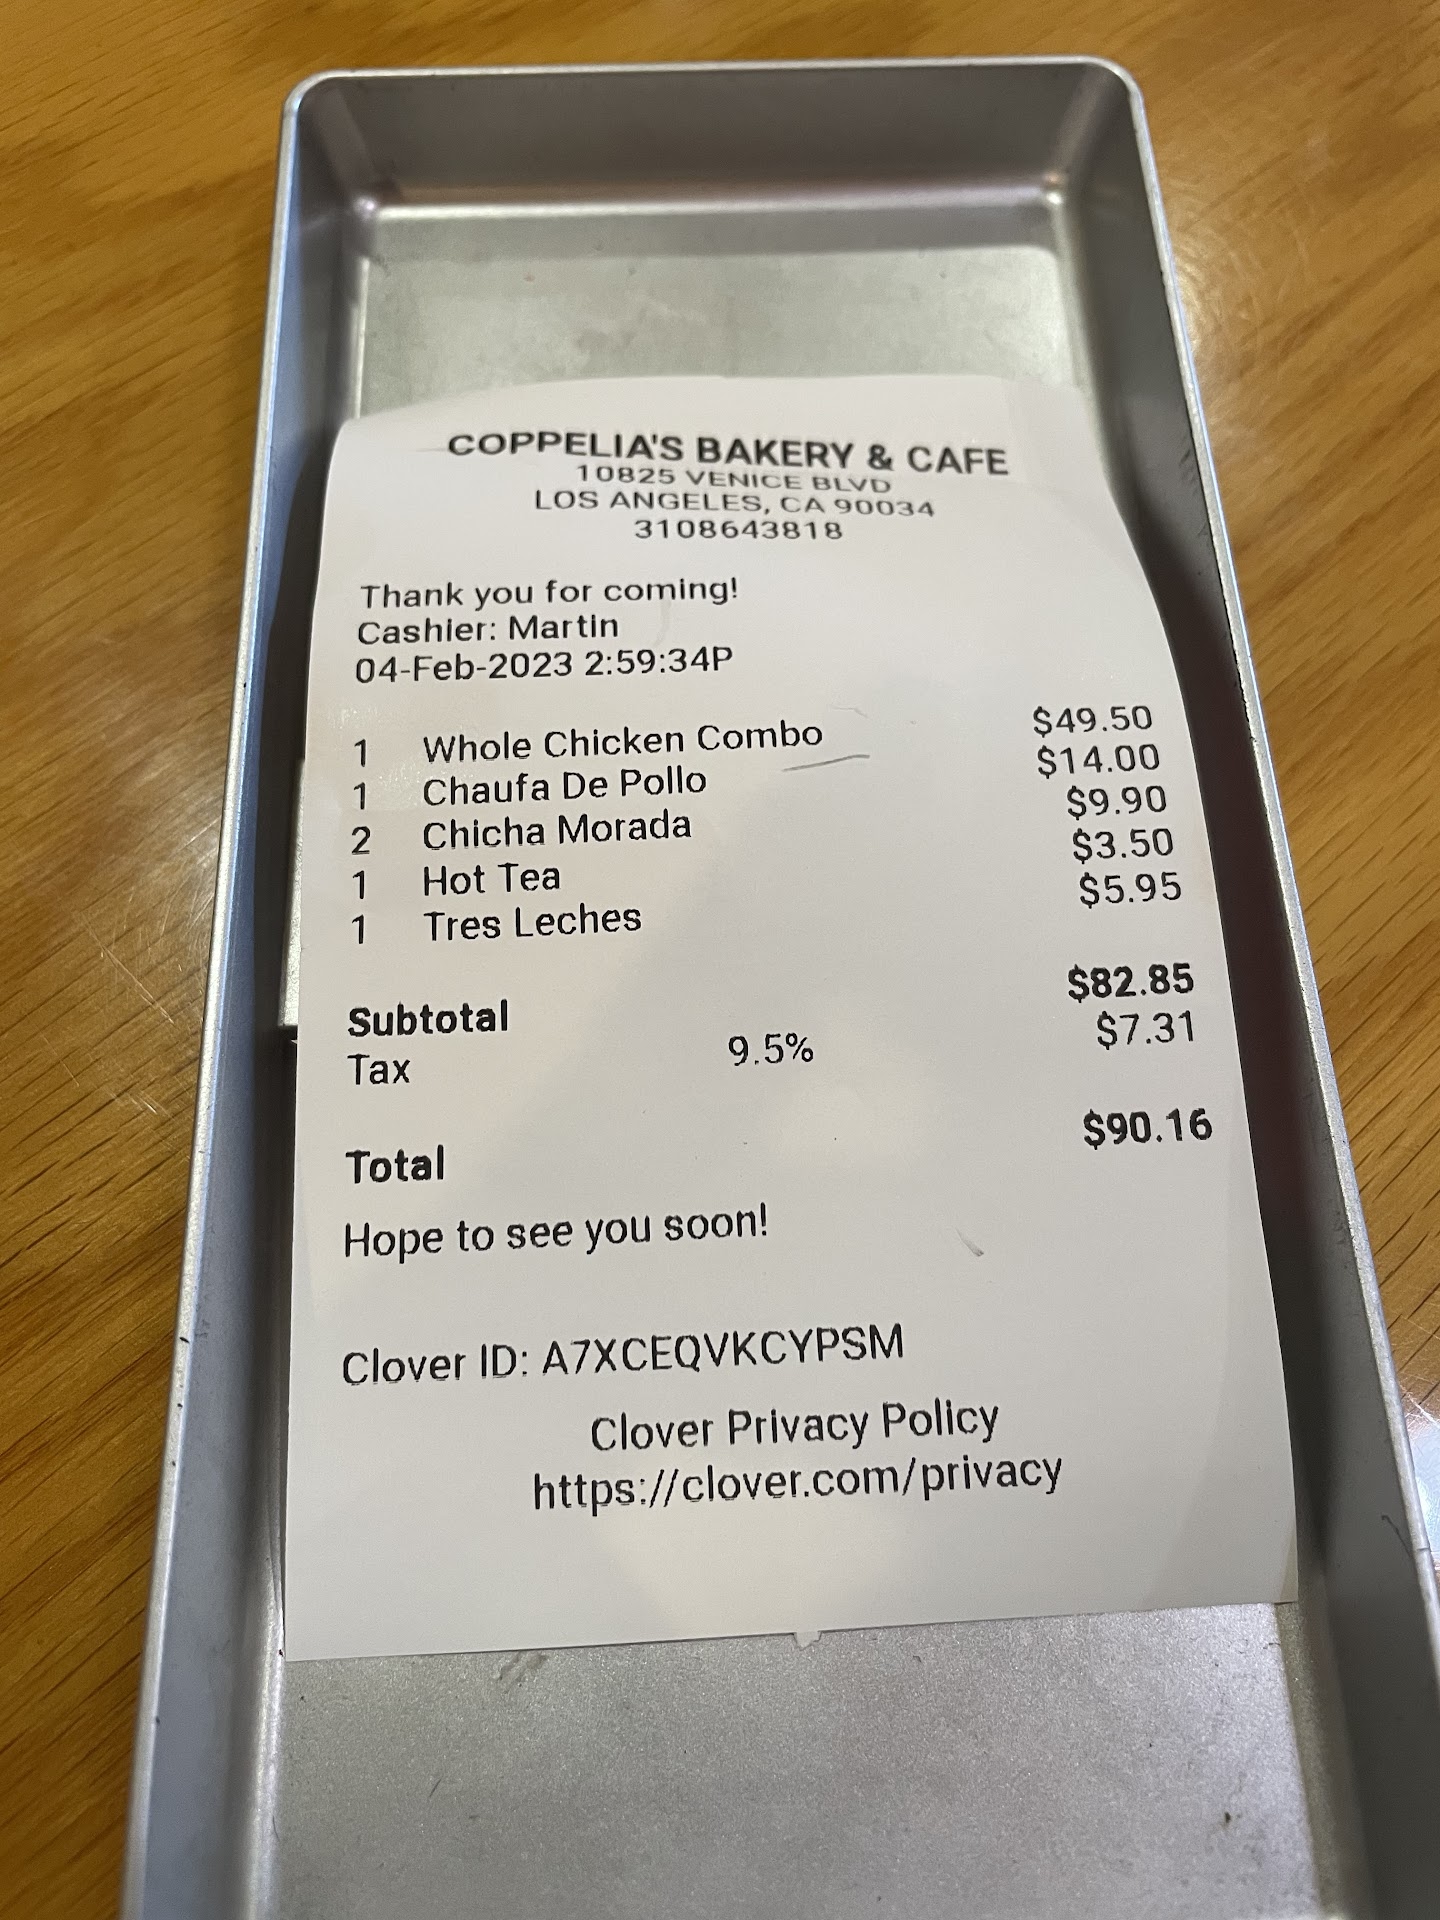 COPPELIA'S BAKERY & CAFE
10825 VENICE BLVD
LOS ANGELES, CA 90034
3108643818
Thank you for coming!
Cashier: Martin
04-Feb-2023 2:59:34P
1 Whole Chicken Combo $49.50
1 Chaufa De Pollo $14.00
2 Chicha Morada $9.90
1 Hot Tea $3.50
1 Tres Leches $5.95
Subtotal $82.85
Tax 9.5% $7.31
Total $90.16
Hope to see you soon!
Clover ID: A7XCEQVKCYPSM
Clover Privacy Policy
https://clover.com/privacy